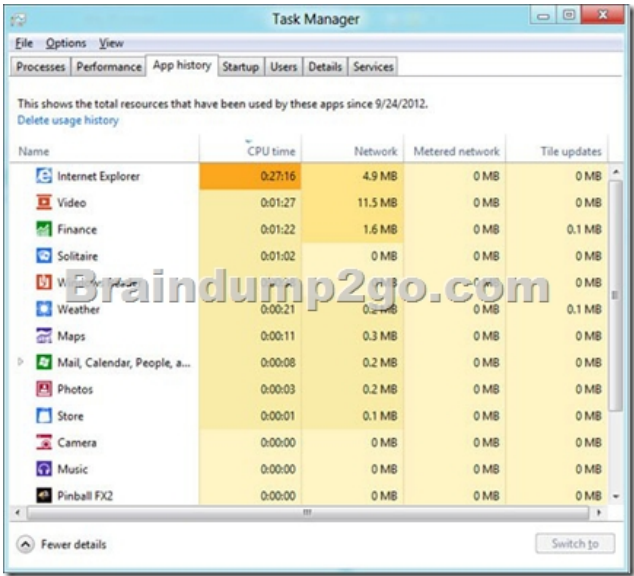 Task Manager
File Options View
Processes Performance App history Startup Users Details Services
This shows the total resources that have been used by these apps since 9/24/2012.
Delete usage history
Name CPU time Network Metered network Tile updates
Internet Explorer 0:27:16 4.9 MB 0 MB 0 MB
Video 0:01:27 11.5 MB 0 MB 0 MB
Finance 0:01:22 1.6 MB 0 MB 0.1 MB
Solitaire 0:01:02 0 MB 0 MB 0 MB
Braindump2go.com
Weather 0:00:21 0.2 MB 0 MB 0.1 MB
Maps 0:00:11 0.3 MB 0 MB 0 MB
Mail, Calendar, People, a... 0:00:08 0.2 MB 0 MB 0 MB
Photos 0:00:03 0.2 MB 0 MB 0 MB
Store 0:00:01 0.1 MB 0 MB 0 MB
Camera 0:00:00 0 MB 0 MB 0 MB
Music 0:00:00 0 MB 0 MB 0 MB
Pinball FX2 0:00:00 0 MB 0 MB 0 MB
Fewer details Switch to